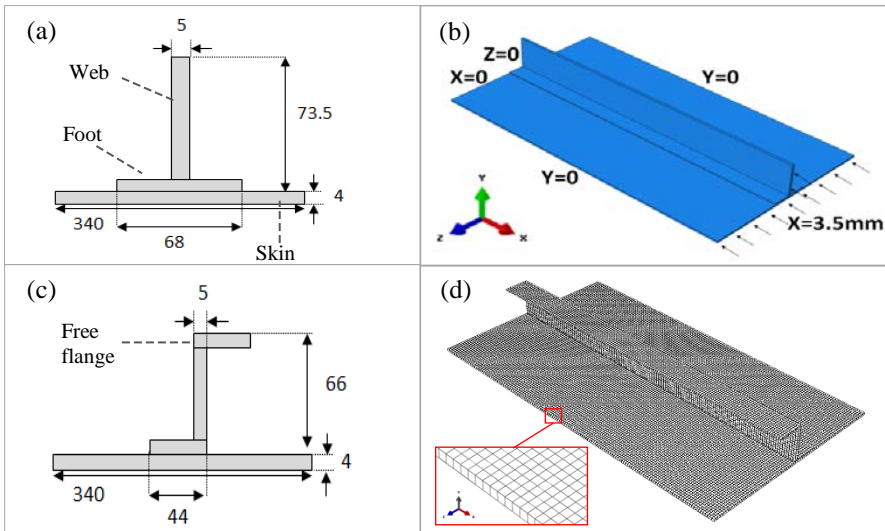 (a)
5
Web
73.5
Foot
4
340
68
Skin
(b)
Z=0
X=0
Y=0
Y=0
X=3.5mm
Y
Z
X
(c)
5
Free
flange
66
4
340
44
(d)